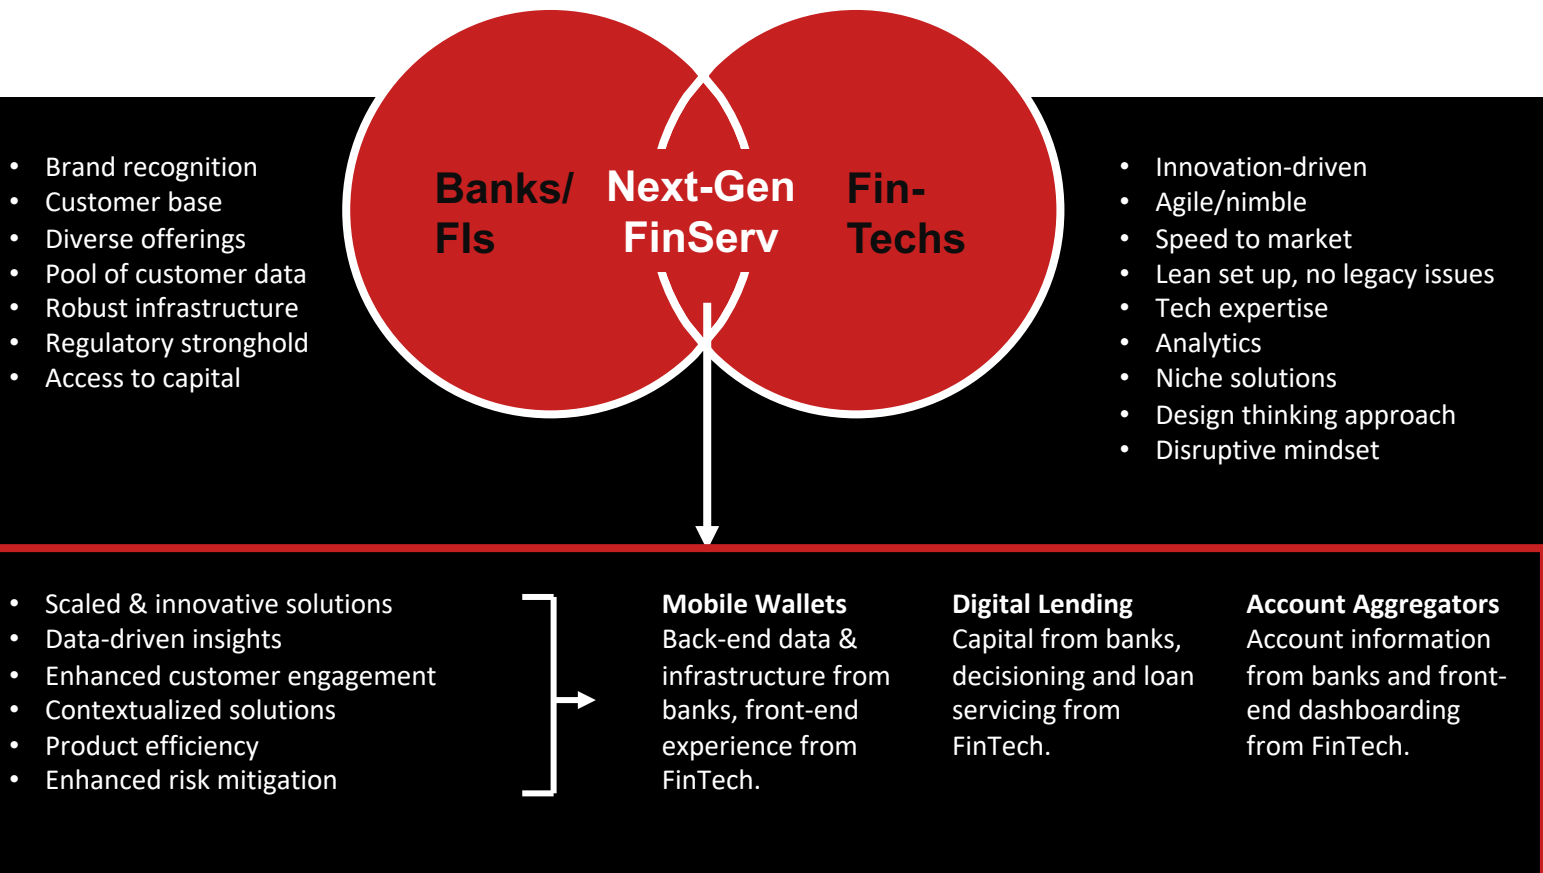 • Brand recognition
• Customer base
• Diverse offerings
• Pool of customer data
• Robust infrastructure
• Regulatory stronghold
• Access to capital
Banks/
FIs
Next-Gen
FinServ
Fin-
Techs
• Innovation-driven
• Agile/nimble
• Speed to market
• Lean set up, no legacy issues
• Tech expertise
• Analytics
• Niche solutions
• Design thinking approach
• Disruptive mindset
• Scaled & innovative solutions
• Data-driven insights
• Enhanced customer engagement
• Contextualized solutions
• Product efficiency
• Enhanced risk mitigation
Mobile Wallets
Back-end data &
infrastructure from
banks, front-end
experience from
FinTech.
Digital Lending
Capital from banks,
decisioning and loan
servicing from
FinTech.
Account Aggregators
Account information
from banks and front-
end dashboarding
from FinTech.